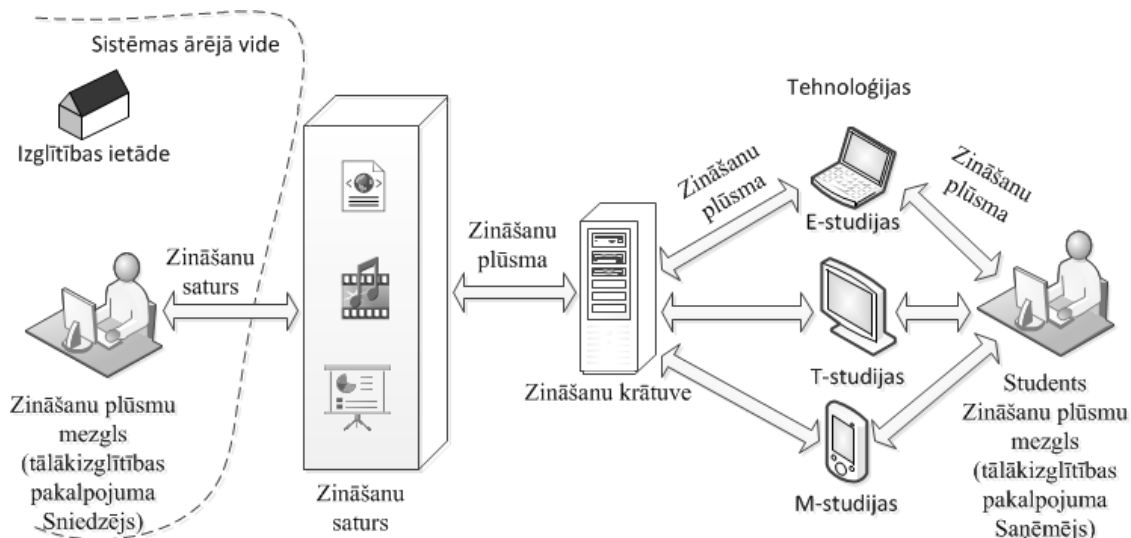 Sistēmas ārējā vide
Izglītības ietāde
Zināšanu
saturs
Zināšanu plūsmu
mezgls
(tālākizglītības
pakalpojuma
Sniedzējs)
Zināšanu
saturs
Zināšanu
plūsma
Zināšanu krātuve
Tehnoloģijas
Zināšanu
plūsma
E-studijas
T-studijas
M-studijas
Zināšanu
plūsma
Students
Zināšanu plūsmu
mezgls
(tālākizglītības
pakalpojuma
Saņēmējs)